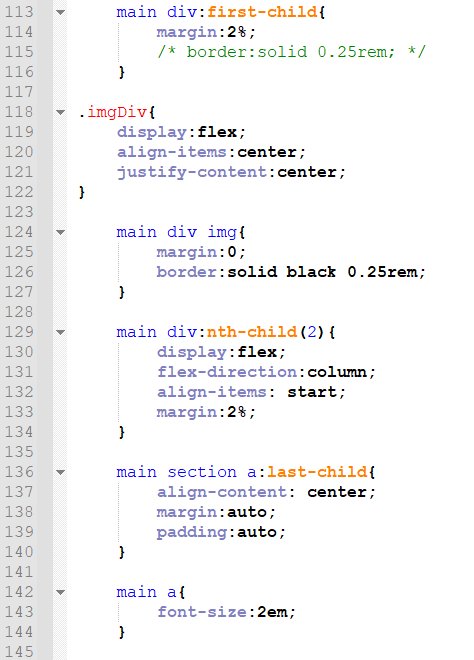 113 main div:first-child{
114 margin:2%;
115 /* border:solid 0.25rem; */
116 }
117
118 .imgDiv{
119 display:flex;
120 align-items:center;
121 justify-content:center;
122 }
123
124 main div img{
125 margin:0;
126 border:solid black 0.25rem;
127 }
128
129 main div:nth-child(2){
130 display:flex;
131 flex-direction:column;
132 align-items: start;
133 margin:2%;
134 }
135
136 main section a:last-child{
137 align-content: center;
138 margin:auto;
139 padding:auto;
140 }
141
142 main a{
143 font-size:2em;
144 }
145